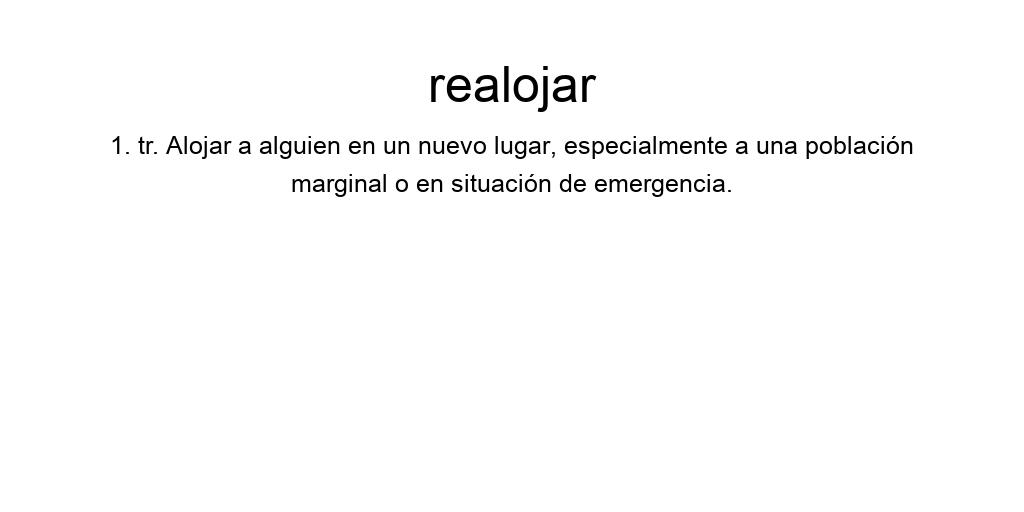 realojar
1. tr. Alojar a alguien en un nuevo lugar, especialmente a una población
marginal o en situación de emergencia.